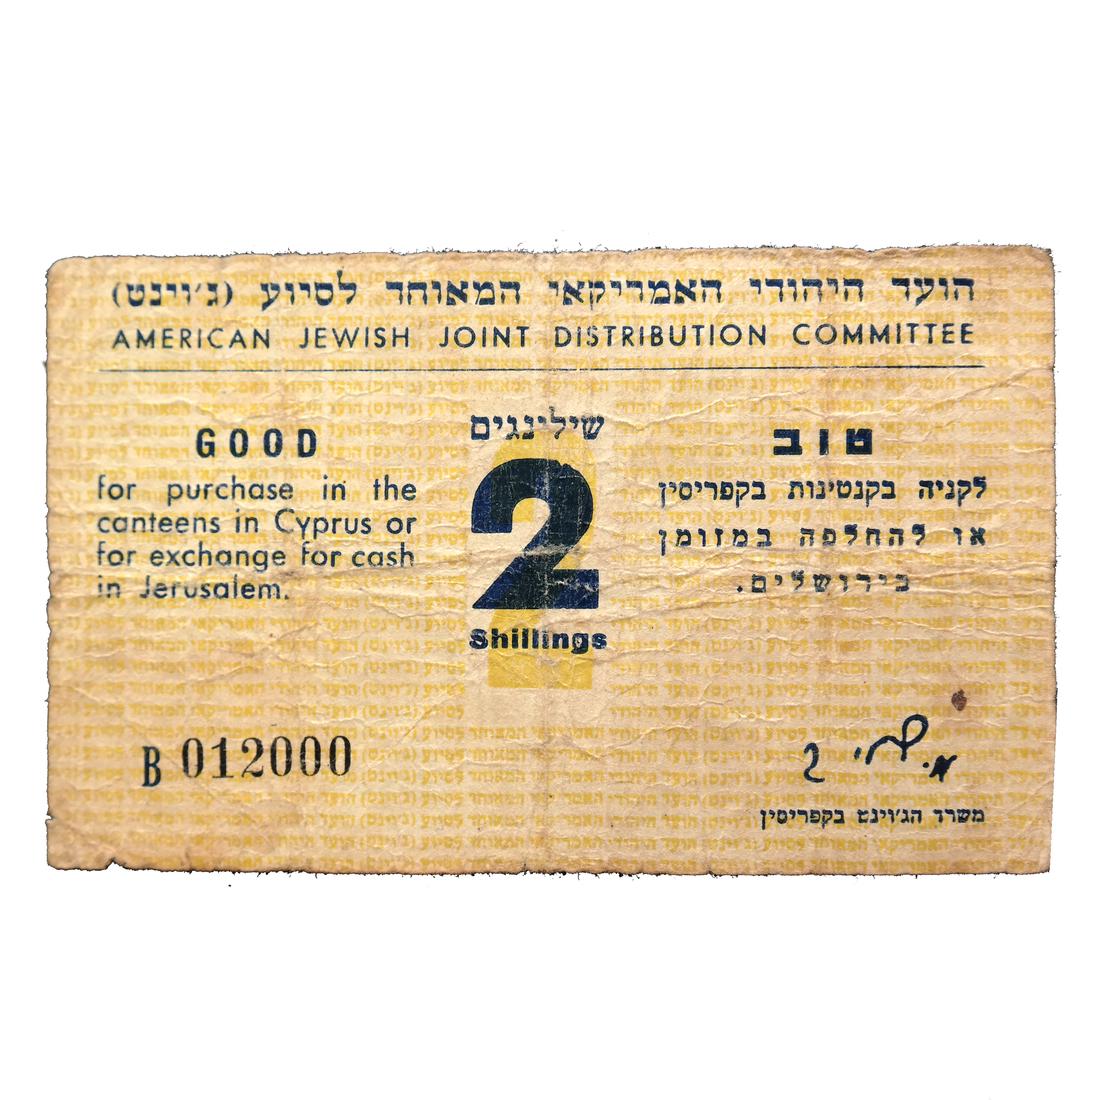 הועד היהודי האמריקאי המאוחד לסיוע (ג'וינט)
AMERICAN JEWISH JOINT DISTRIBUTION COMMITTEE
GOOD
for purchase in the
canteens in Cyprus or
for exchange for cash
in Jerusalem.
שילינגים
2
Shillings
טוב
לקניה בקנטינות בקפריסין
או להחלפה במזומן
בירושלים.
B 012000
משרד הג'וינט בקפריסין